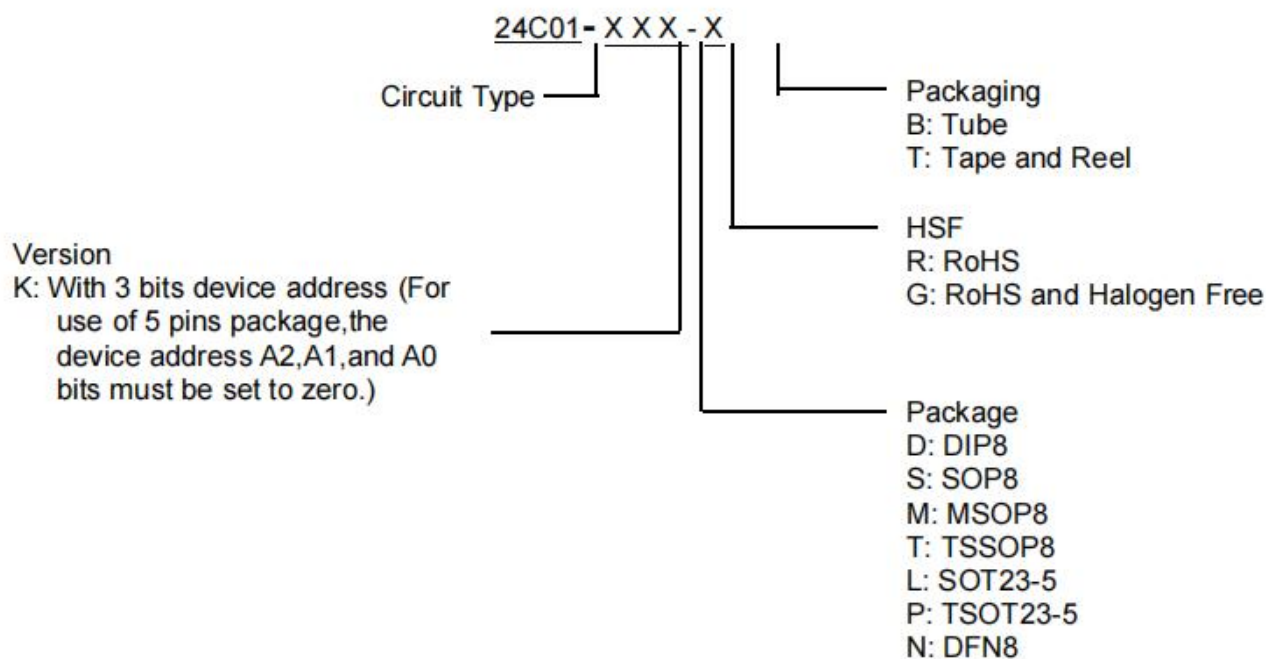 24C01- X X X - X
Circuit Type
Packaging
B: Tube
T: Tape and Reel
HSF
R: RoHS
G: RoHS and Halogen Free
Version
K: With 3 bits device address (For
use of 5 pins package,the
device address A2,A1,and A0
bits must be set to zero.)
Package
D: DIP8
S: SOP8
M: MSOP8
T: TSSOP8
L: SOT23-5
P: TSOT23-5
N: DFN8